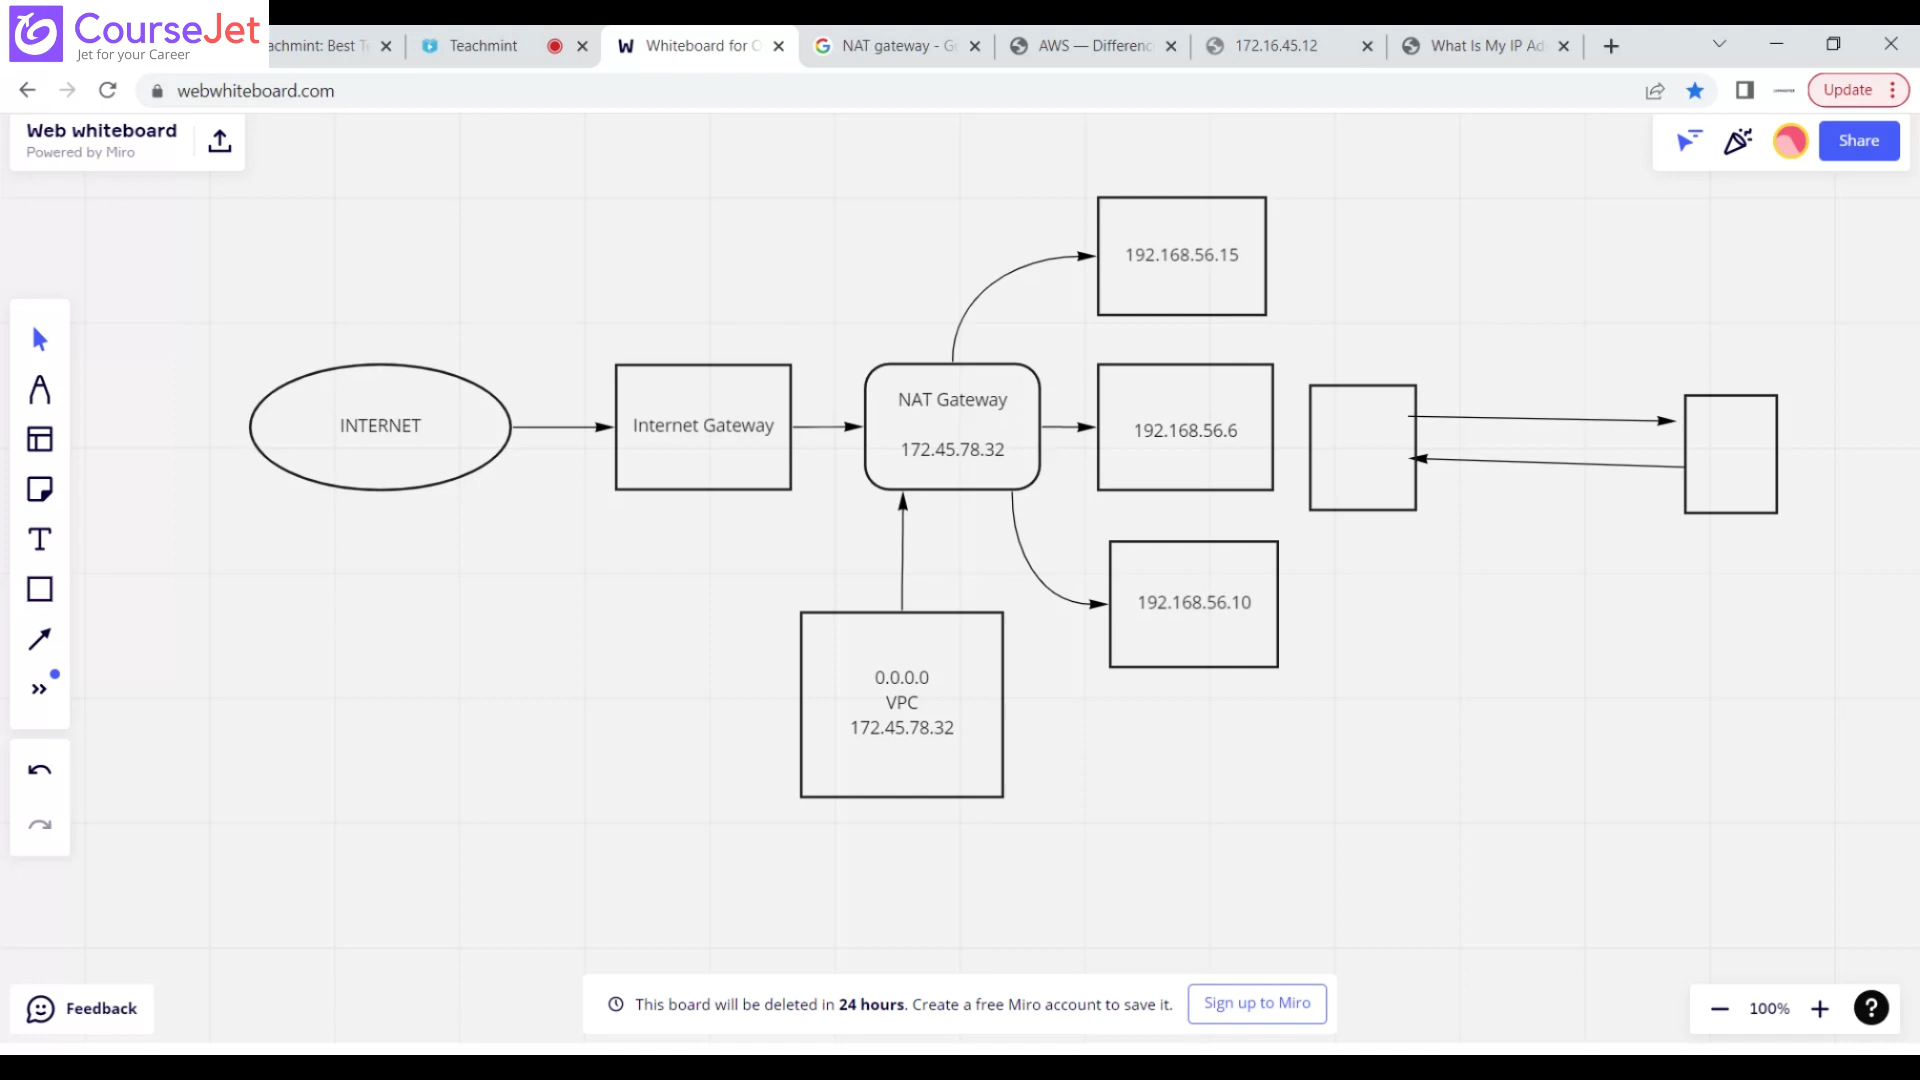 CourseJet
Jet for your Career
achmint: Best T
Teachmint
Whiteboard for O
NAT gateway - G
AWS — Differenc
172.16.45.12
What Is My IP Ad
webwhiteboard.com
Update
Web whiteboard
Powered by Miro
Share
192.168.56.15
INTERNET
Internet Gateway
NAT Gateway
172.45.78.32
192.168.56.6
192.168.56.10
0.0.0.0
VPC
172.45.78.32
Feedback
This board will be deleted in 24 hours. Create a free Miro account to save it.
Sign up to Miro
100%